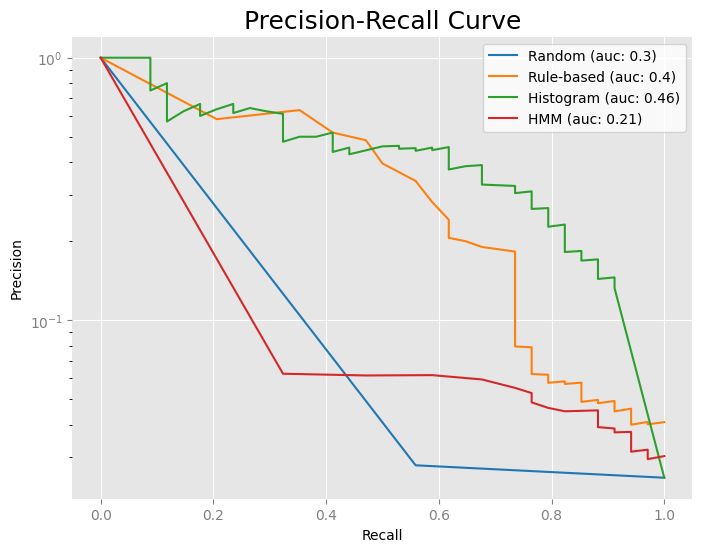 Precision-Recall Curve
Random (auc: 0.3)
Rule-based (auc: 0.4)
Histogram (auc: 0.46)
HMM (auc: 0.21)
10⁰
10⁻¹
Precision
0.0 0.2 0.4 0.6 0.8 1.0
Recall